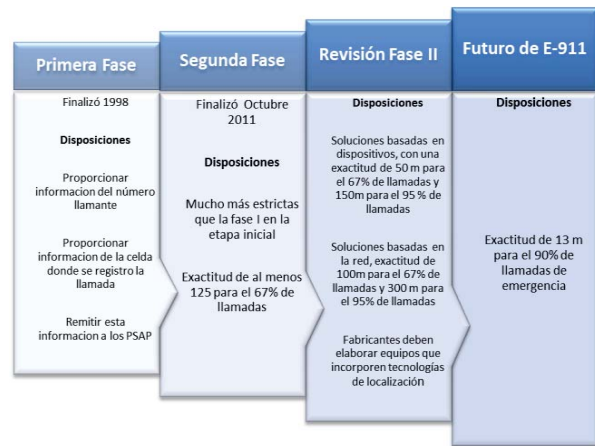 Primera Fase
Finalizó 1998
Disposiciones
Proporcionar
informacion del número
llamante
Proporcionar
informacion de la celda
donde se registro la
llamada
Remitir esta
informacion a los PSAP
Segunda Fase
Finalizó Octubre
2011
Disposiciones
Mucho más estrictas
que la fase I en la
etapa inicial
Exactitud de al menos
125 para el 67% de
llamadas
Revisión Fase II
Disposiciones
Soluciones basadas en
dispositivos, con una
exactitud de 50 m para
el 67% de llamadas y
150m para el 95 % de
llamadas
Soluciones basadas en
la red, exactitud de
100m para el 67% de
llamadas y 300 m para
el 95% de llamadas
Fabricantes deben
elaborar equipos que
incorporen tecnologías
de localización
Futuro de E-911
Disposiciones
Exactitud de 13 m
para el 90% de
llamadas de
emergencia